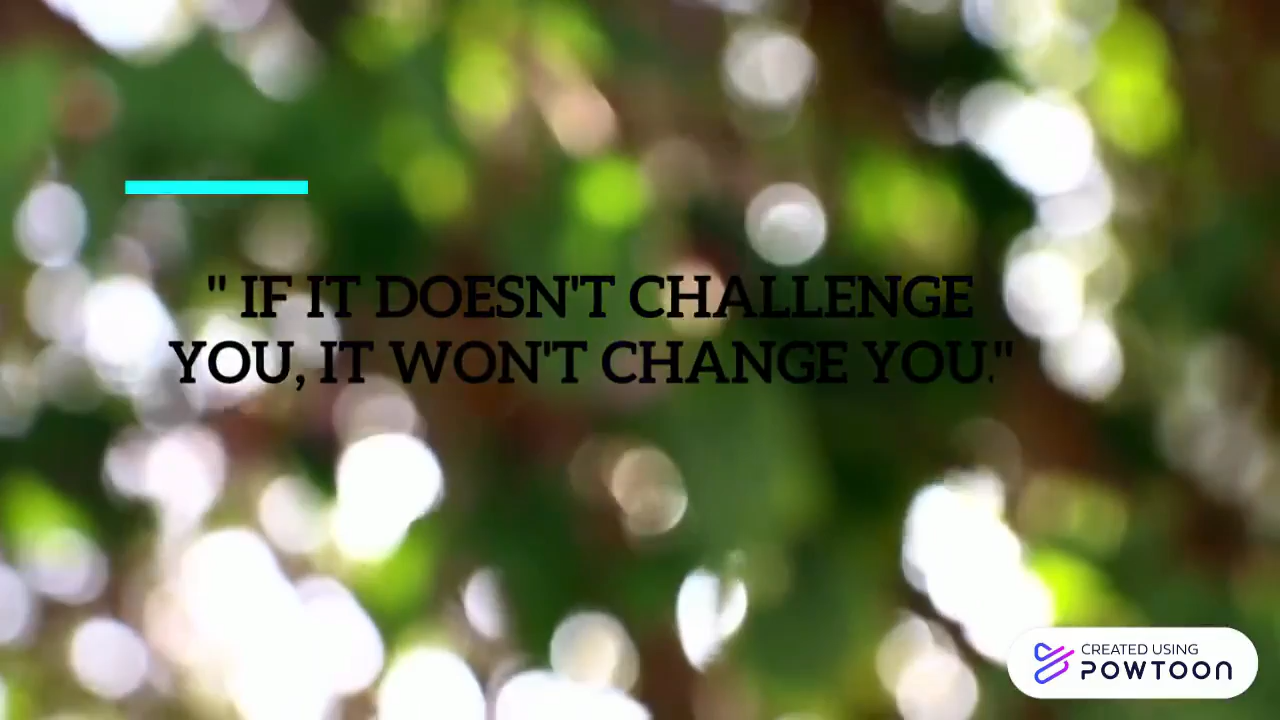 " IF IT DOESN'T CHALLENGE
YOU, IT WON'T CHANGE YOU."
CREATED USING
POWTOON